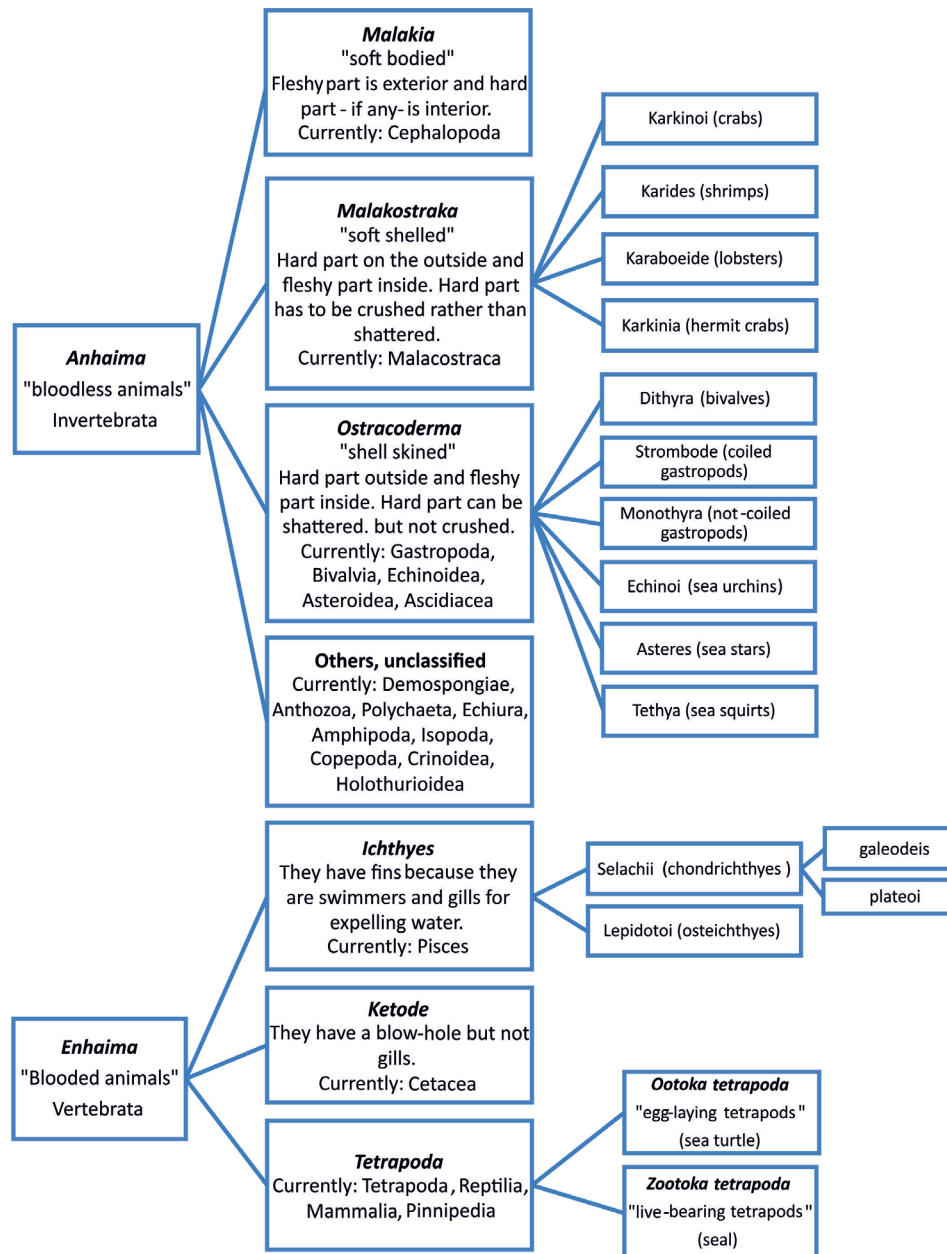 Malakia
"soft bodied"
Fleshy part is exterior and hard
part - if any- is interior.
Currently: Cephalopoda
Malakostraka
"soft shelled"
Hard part on the outside and
fleshy part inside. Hard part
has to be crushed rather than
shattered.
Currently: Malacostraca
Karkinoi (crabs)
Karides (shrimps)
Karaboeide (lobsters)
Karkinia (hermit crabs)
Anhaima
"bloodless animals"
Invertebrata
Ostracoderma
"shell skined"
Hard part outside and fleshy
part inside. Hard part can be
shattered. but not crushed.
Currently: Gastropoda,
Bivalvia, Echinoidea,
Asteroidea, Ascidiacea
Dithyra (bivalves)
Strombode (coiled
gastropods)
Monothyra (not-coiled
gastropods)
Echinoi (sea urchins)
Asteres (sea stars)
Tethya (sea squirts)
Others, unclassified
Currently: Demospongiae,
Anthozoa, Polychaeta, Echiura,
Amphipoda, Isopoda,
Copepoda, Crinoidea,
Holothurioidea
Ichthyes
They have fins because they
are swimmers and gills for
expelling water.
Currently: Pisces
Selachii (chondrichthyes )
galeodeis
plateoi
Lepidotoi (osteichthyes)
Enhaima
"Blooded animals"
Vertebrata
Ketode
They have a blow-hole but not
gills.
Currently: Cetacea
Tetrapoda
Currently: Tetrapoda, Reptilia,
Mammalia, Pinnipedia
Ootoka tetrapoda
"egg-laying tetrapods"
(sea turtle)
Zootoka tetrapoda
"live-bearing tetrapods"
(seal)